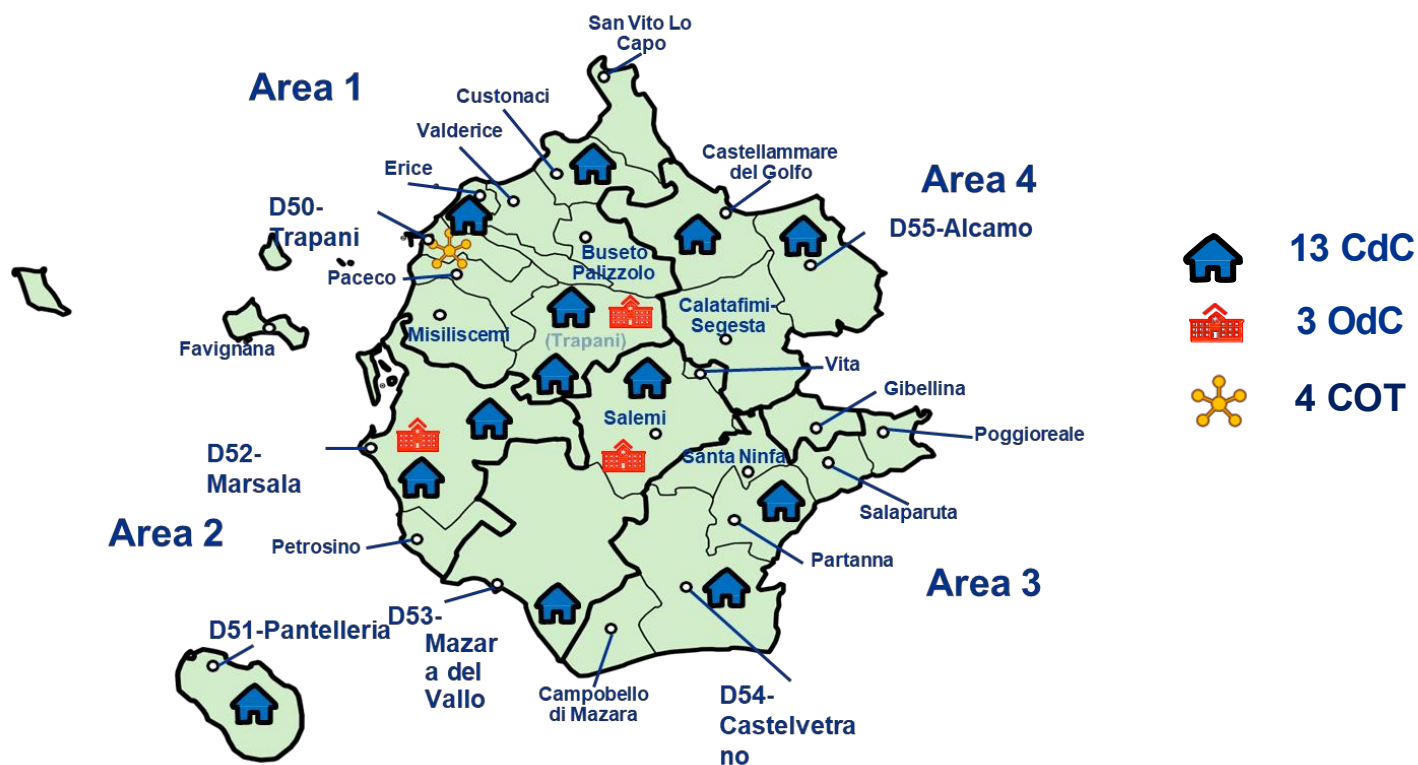 San Vito Lo
Capo
Area 1
Custonaci
Valderice
Castellammare
del Golfo
Erice
Area 4
D50-
Trapani
D55-Alcamo
Buseto
Palizzolo
13 CdC
Paceco
Calatafimi-
Segesta
3 OdC
Misiliscemi
(Trapani)
Favignana
Vita
Gibellina
4 COT
Salemi
Poggioreale
D52-
Marsala
Santa Ninfa
Salaparuta
Area 2
Petrosino
Partanna
Area 3
D51-Pantelleria
D53-
Mazar
a del
Vallo
Campobello
di Mazara
D54-
Castelvetra
no